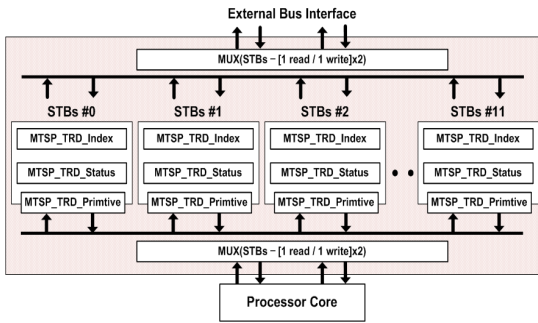 External Bus Interface
MUX(STBs – [1 read / 1 write]x2)
STBs #0 STBs #1 STBs #2 STBs #11
MTSP_TRD_Index MTSP_TRD_Index MTSP_TRD_Index MTSP_TRD_Index
MTSP_TRD_Status MTSP_TRD_Status MTSP_TRD_Status MTSP_TRD_Status
MTSP_TRD_Primtive MTSP_TRD_Primtive MTSP_TRD_Primtive MTSP_TRD_Primtive
MUX(STBs – [1 read / 1 write]x2)
Processor Core